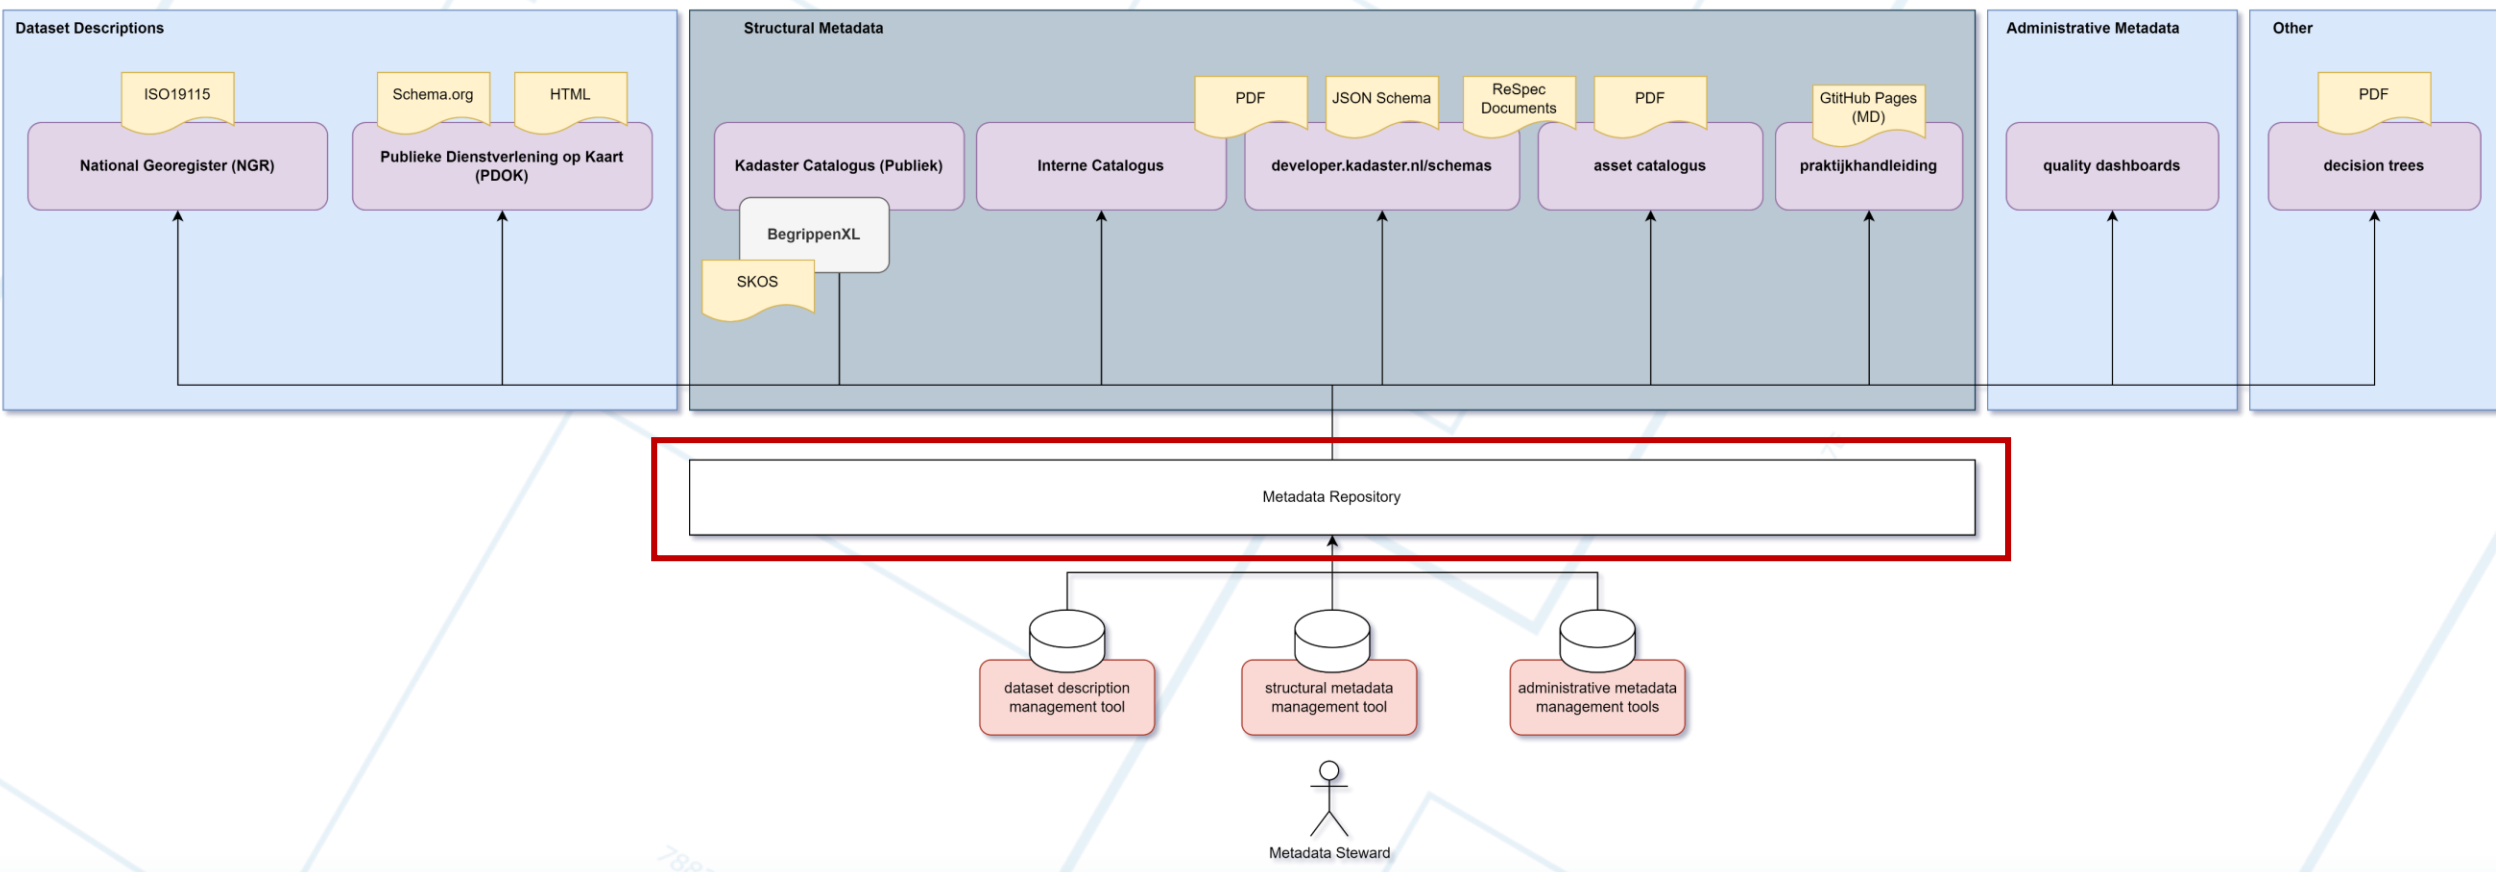 Dataset Descriptions
ISO19115
National Georegister (NGR)
Schema.org
HTML
Publieke Dienstverlening op Kaart
(PDOK)
Structural Metadata
Kadaster Catalogus (Publiek)
BegrippenXL
SKOS
Interne Catalogus
PDF
JSON Schema
ReSpec
Documents
developer.kadaster.nl/schemas
PDF
asset catalogus
GtitHub Pages
(MD)
praktijkhandleiding
Administrative Metadata
quality dashboards
Other
PDF
decision trees
Metadata Repository
dataset description
management tool
structural metadata
management tool
administrative metadata
management tools
Metadata Steward